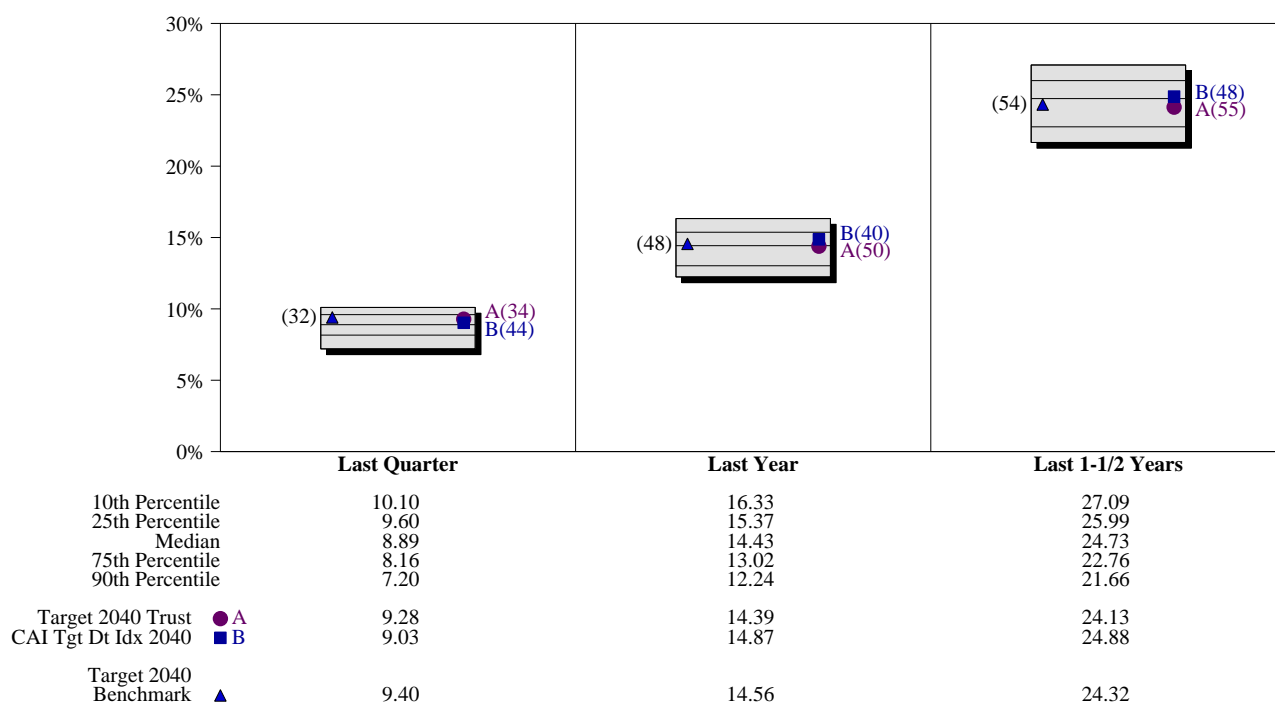 30%
25%
20%
15%
10%
5%
0%
(32)
A(34)
B(44)
(48)
B(40)
A(50)
(54)
B(48)
A(55)
Last Quarter Last Year Last 1-1/2 Years
10th Percentile 10.10 16.33 27.09
25th Percentile 9.60 15.37 25.99
Median 8.89 14.43 24.73
75th Percentile 8.16 13.02 22.76
90th Percentile 7.20 12.24 21.66
Target 2040 Trust A 9.28 14.39 24.13
CAI Tgt Dt Idx 2040 B 9.03 14.87 24.88
Target 2040
Benchmark 9.40 14.56 24.32